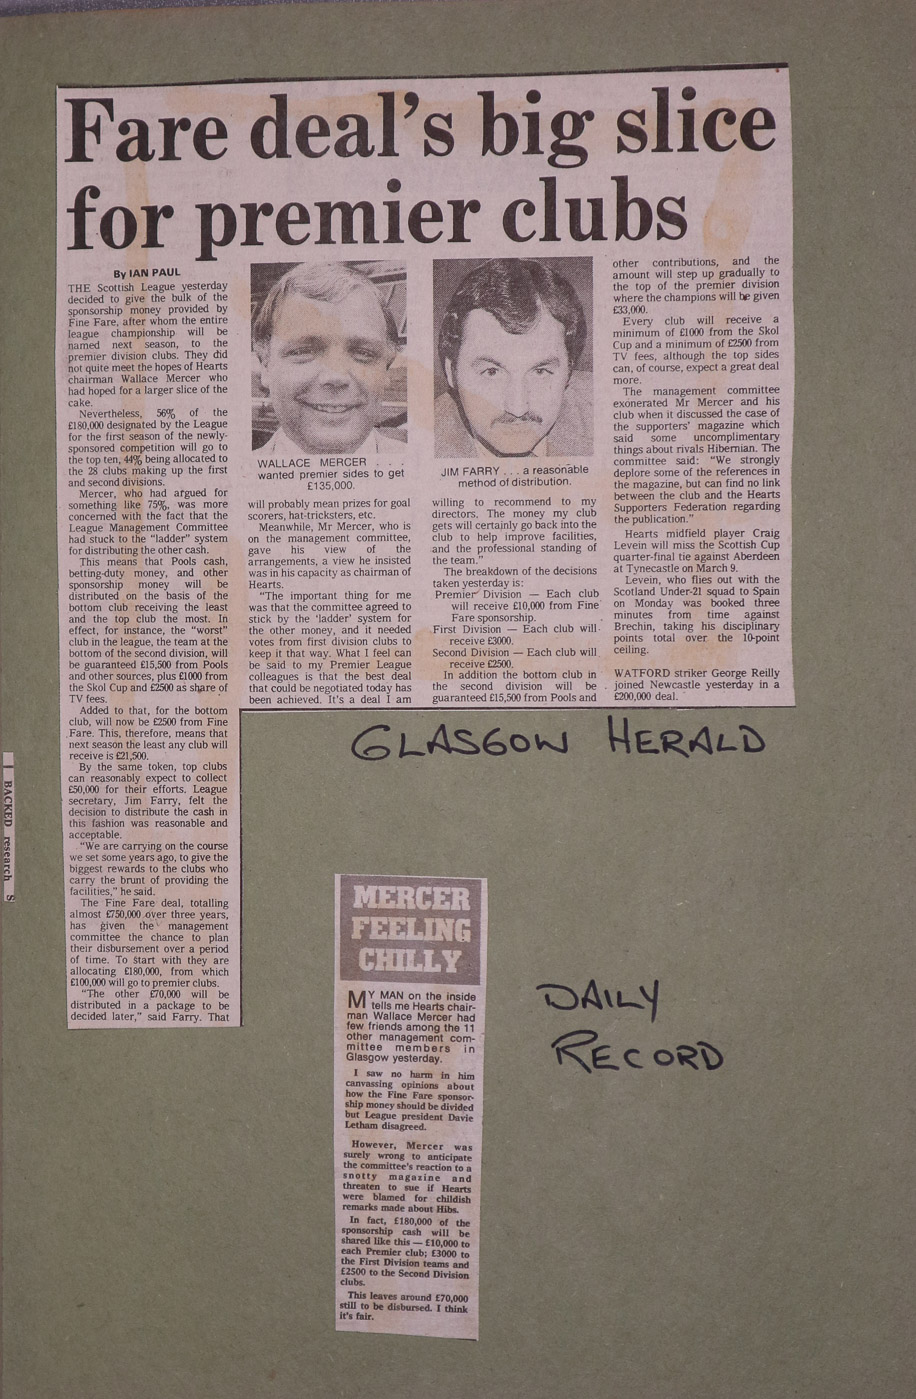 Fare deal's big slice
for premier clubs
By IAN PAUL
THE Scottish League yesterday
decided to give the bulk of the
sponsorship money provided by
Fine Fare, after whom the entire
league championship will be
named next season, to the
premier division clubs. They did
not quite meet the hopes of Hearts
chairman Wallace Mercer who
had hoped for a larger slice of the
cake.
Nevertheless, 56% of the
£180,000 designated by the League
for the first season of the newly-
sponsored competition will go to
the top ten, 44% being allocated to
the 28 clubs making up the first
and second divisions.
Mercer, who had argued for
something like 75%, was more
concerned with the fact that the
League Management Committee
had stuck to the "ladder" system
for distributing the other cash.
This means that Pools cash,
betting-duty money, and other
sponsorship money will be
distributed on the basis of the
bottom club receiving the least
and the top club the most. In
effect, for instance, the "worst"
club in the league, the team at the
bottom of the second division, will
be guaranteed £15,500 from Pools
and other sources, plus £1000 from
the Skol Cup and £2500 as share of
TV fees.
Added to that, for the bottom
club, will now be £2500 from Fine
Fare. This, therefore, means that
next season the least any club will
receive is £21,500.
By the same token, top clubs
can reasonably expect to collect
£50,000 for their efforts. League
secretary, Jim Farry, felt the
decision to distribute the cash in
this fashion was reasonable and
acceptable.
"We are carrying on the course
we set some years ago, to give the
biggest rewards to the clubs who
carry the brunt of providing the
facilities," he said.
The Fine Fare deal, totalling
almost £750,000 over three years,
has given the management
committee the chance to plan
their disbursement over a period
of time. To start with they are
allocating £180,000, from which
£100,000 will go to premier clubs.
"The other £70,000 will be
distributed in a package to be
decided later," said Farry. That
WALLACE MERCER . . .
wanted premier sides to get
£135,000.
will probably mean prizes for goal
scorers, hat-tricksters, etc.
Meanwhile, Mr Mercer, who is
on the management committee,
gave his view of the
arrangements, a view he insisted
was in his capacity as chairman of
Hearts.
"The important thing for me
was that the committee agreed to
stick by the 'ladder' system for
the other money, and it needed
votes from first division clubs to
keep it that way. What I feel can
be said to my Premier League
colleagues is that the best deal
that could be negotiated today has
been achieved. It's a deal I am
JIM FARRY . . . a reasonable
method of distribution.
willing to recommend to my
directors. The money my club
gets will certainly go back into the
club to help improve facilities,
and the professional standing of
the team."
The breakdown of the decisions
taken yesterday is:
Premier Division — Each club
will receive £10,000 from Fine
Fare sponsorship.
First Division — Each club will
receive £3000.
Second Division — Each club will
receive £2500.
In addition the bottom club in
the second division will be
guaranteed £15,500 from Pools and
other contributions, and the
amount will step up gradually to
the top of the premier division
where the champions will be given
£33,000.
Every club will receive a
minimum of £1000 from the Skol
Cup and a minimum of £2500 from
TV fees, although the top sides
can, of course, expect a great deal
more.
The management committee
exonerated Mr Mercer and his
club when it discussed the case of
the supporters' magazine which
said some uncomplimentary
things about rivals Hibernian. The
committee said: "We strongly
deplore some of the references in
the magazine, but can find no link
between the club and the Hearts
Supporters Federation regarding
the publication."
Hearts midfield player Craig
Levein will miss the Scottish Cup
quarter-final tie against Aberdeen
at Tynecastle on March 9.
Levein, who flies out with the
Scotland Under-21 squad to Spain
on Monday was booked three
minutes from time against
Brechin, taking his disciplinary
points total over the 10-point
ceiling.
WATFORD striker George Reilly
joined Newcastle yesterday in a
£200,000 deal.
GLASGOW HERALD
BACKED research S
MERCER
FEELING
CHILLY
MY MAN on the inside
tells me Hearts chair-
man Wallace Mercer had
few friends among the 11
other management com-
mittee members in
Glasgow yesterday.
I saw no harm in him
canvassing opinions about
how the Fine Fare sponsor-
ship money should be divided
but League president Davie
Letham disagreed.
However, Mercer was
surely wrong to anticipate
the committee's reaction to a
snotty magazine and
threaten to sue if Hearts
were blamed for childish
remarks made about Hibs.
In fact, £180,000 of the
sponsorship cash will be
shared like this — £10,000 to
each Premier club; £3000 to
the First Division teams and
£2500 to the Second Division
clubs.
This leaves around £70,000
still to be disbursed. I think
it's fair.
DAILY
RECORD